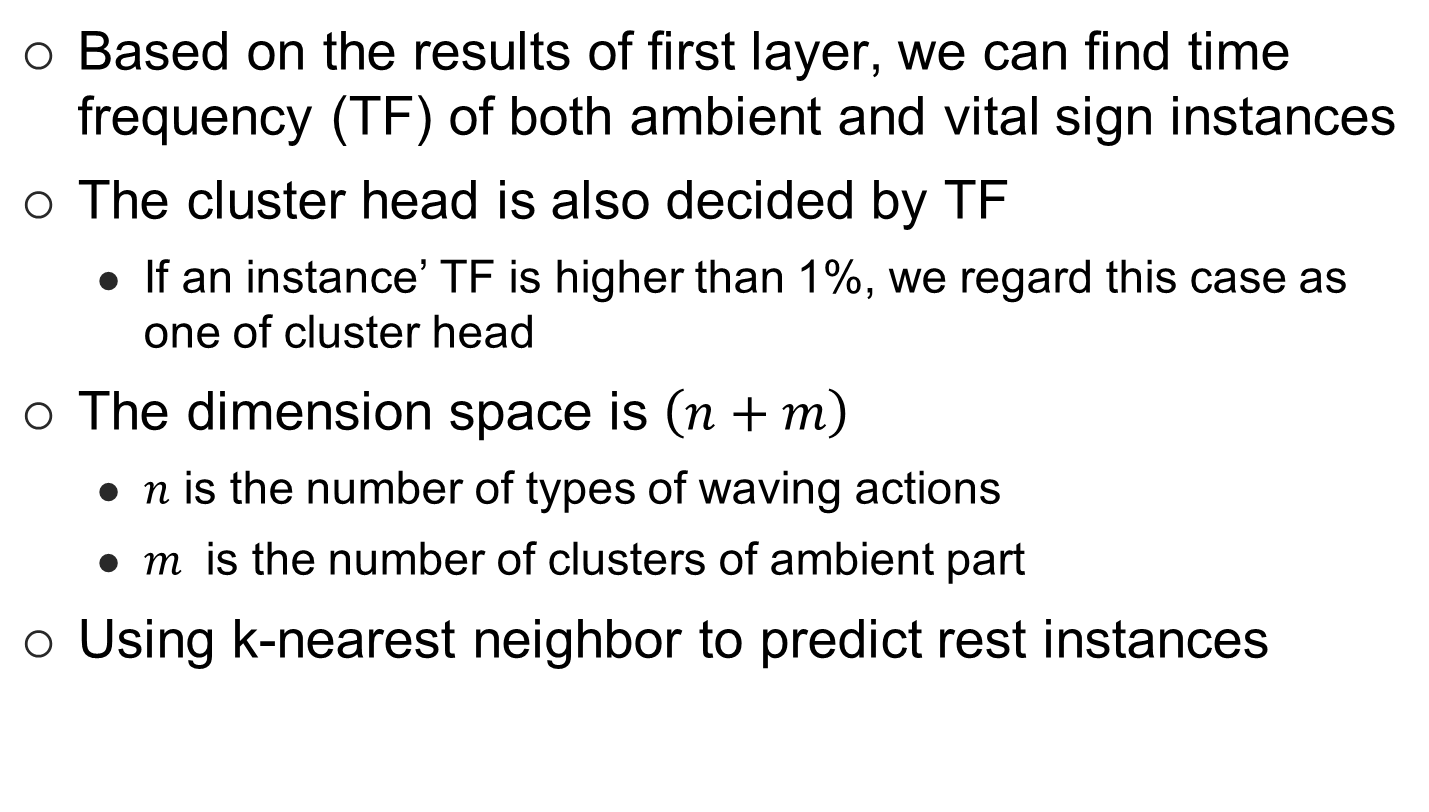 ○ Based on the results of first layer, we can find time
frequency (TF) of both ambient and vital sign instances
○ The cluster head is also decided by TF
● If an instance’ TF is higher than 1%, we regard this case as
one of cluster head
○ The dimension space is (𝑛 + 𝑚)
● 𝑛 is the number of types of waving actions
● 𝑚 is the number of clusters of ambient part
○ Using k-nearest neighbor to predict rest instances